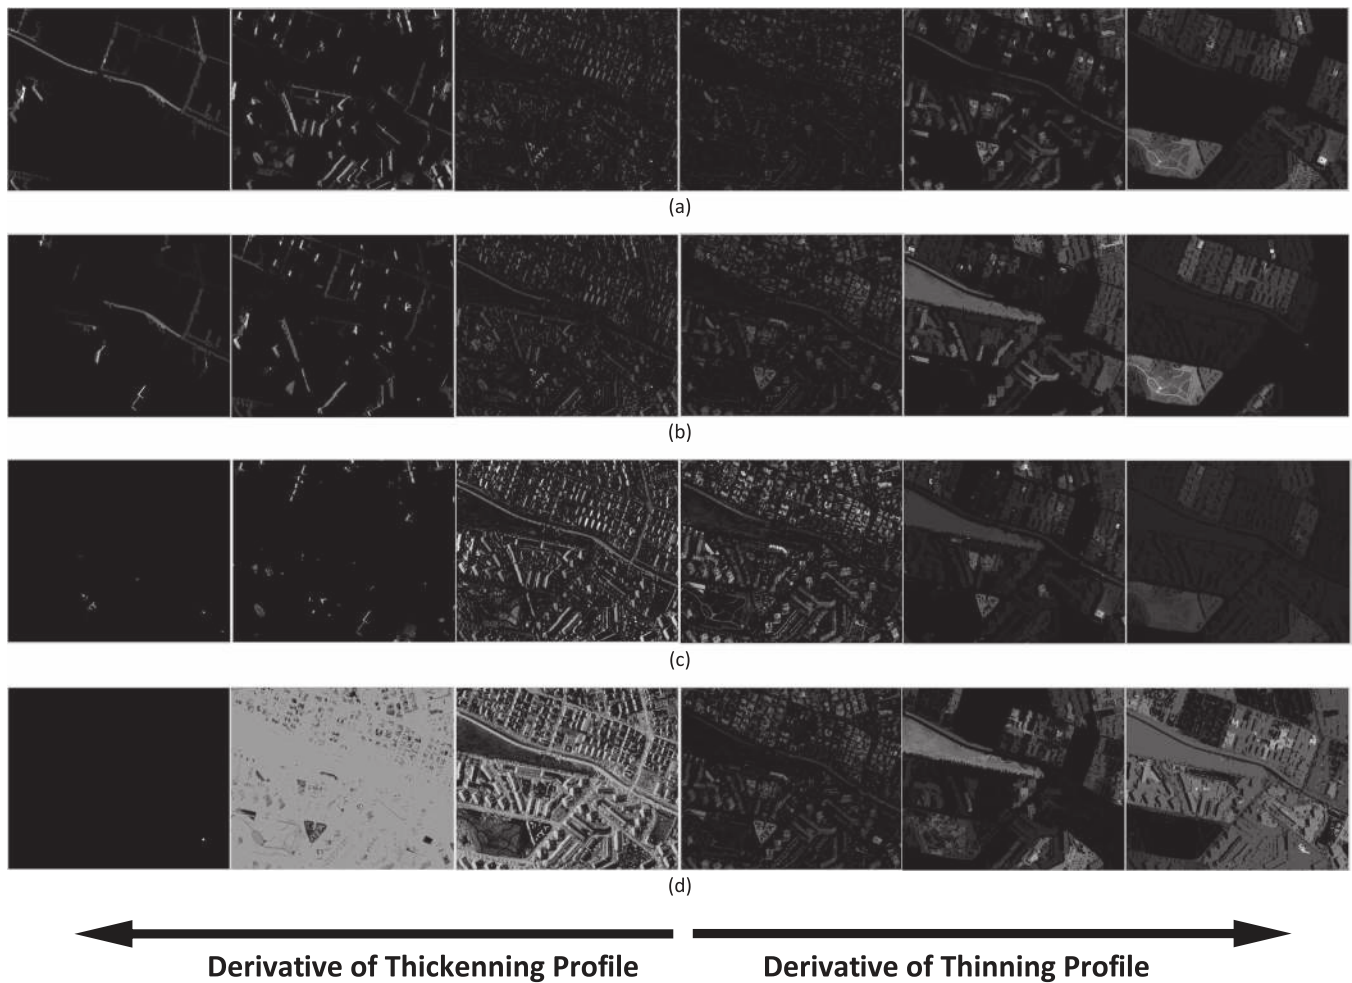 (a)
(b)
(c)
(d)
Derivative of Thickenning Profile
Derivative of Thinning Profile